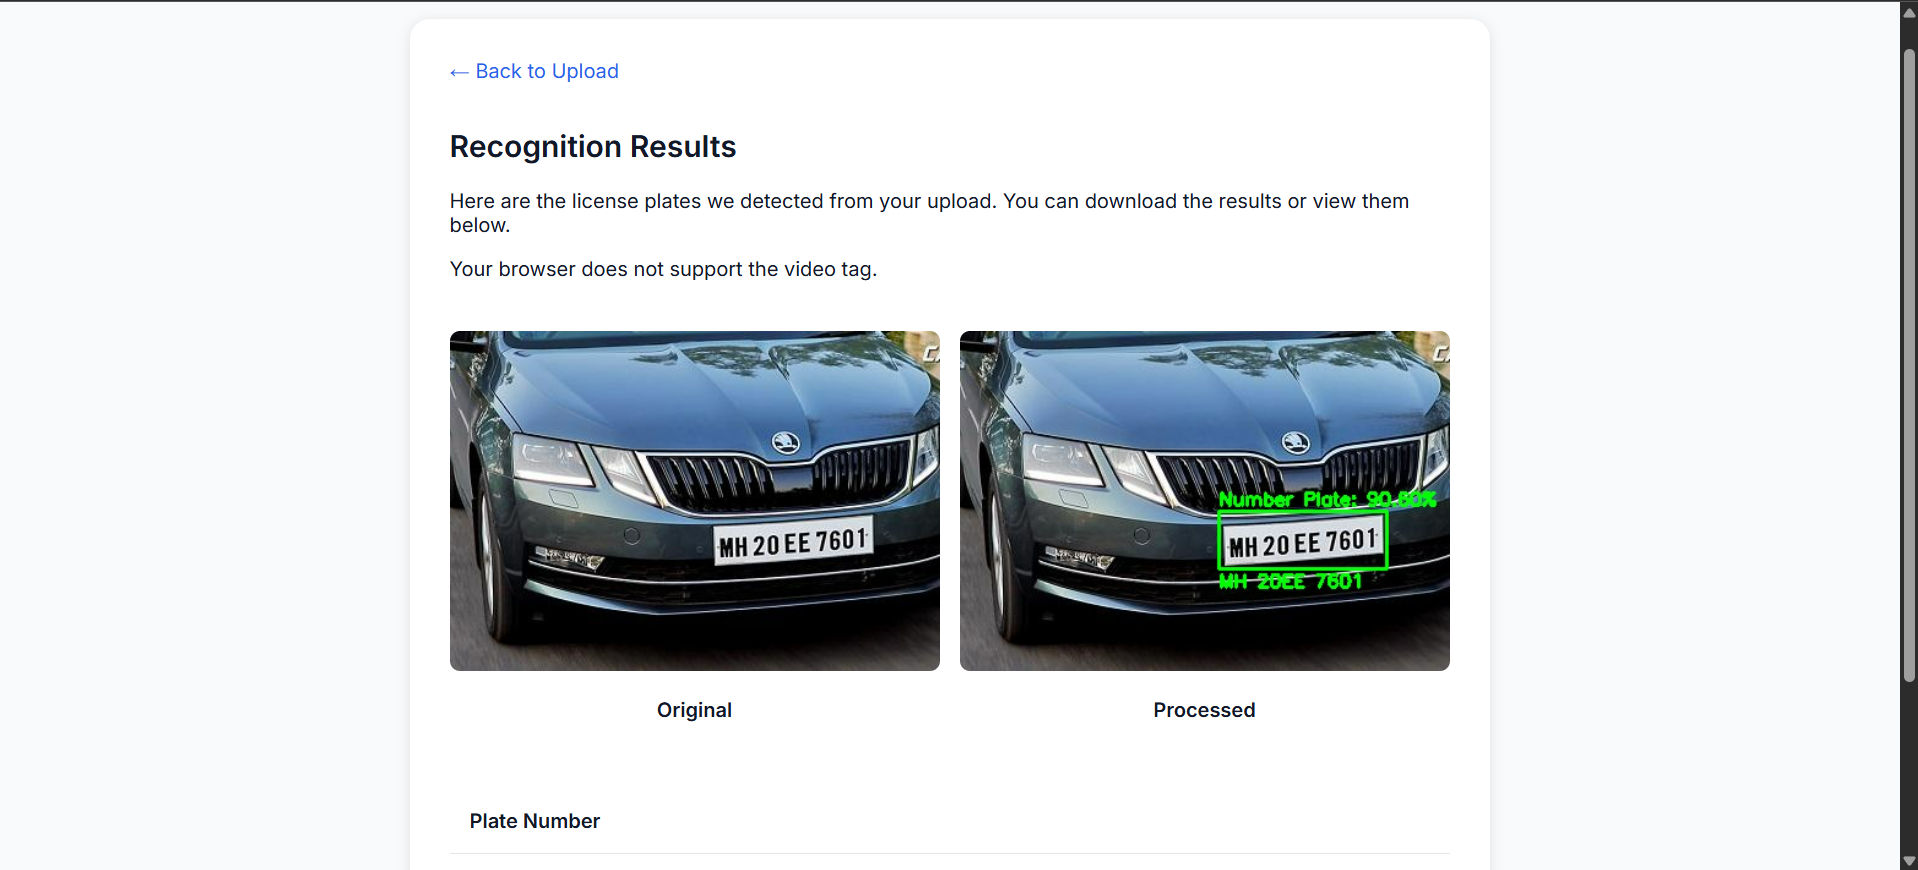 ← Back to Upload
Recognition Results
Here are the license plates we detected from your upload. You can download the results or view them
below.
Your browser does not support the video tag.
MH 20 EE 7601
Number Plate:
MH 20 EE 7601
MH 20EE 7601
Original
Processed
Plate Number